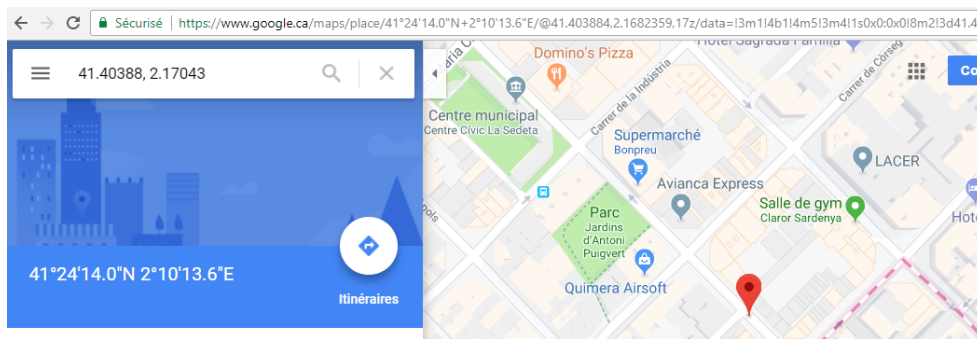 Sécurisé | https://www.google.ca/maps/place/41°24'14.0"N+2°10'13.6"E/@41.403884,2.1682359,17z/data=!3m1!4b1!4m5!3m4!1s0x0:0x0!8m2!3d41.4
41.40388, 2.17043
41°24'14.0"N 2°10'13.6"E
Itinéraires
Domino's Pizza
Hotel Sagrada Familia
Carrer de Còrseg
Co
Carrer de la Indústria
Centre municipal
Centre Cívic La Sedeta
Supermarché
Bonpreu
LACER
Avianca Express
Salle de gym
Claror Sardenya
Hot
Parc
Jardins
d'Antoni
Puigvert
Quimera Airsoft